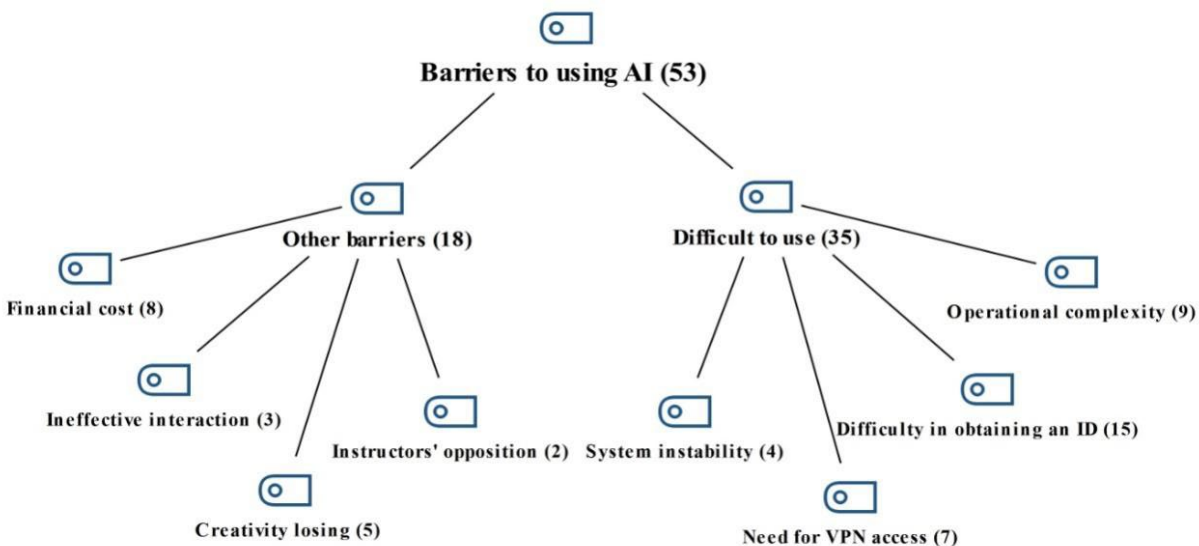 Barriers to using AI (53)
Other barriers (18)
Difficult to use (35)
Financial cost (8)
Operational complexity (9)
Ineffective interaction (3)
Instructors' opposition (2)
System instability (4)
Difficulty in obtaining an ID (15)
Creativity losing (5)
Need for VPN access (7)